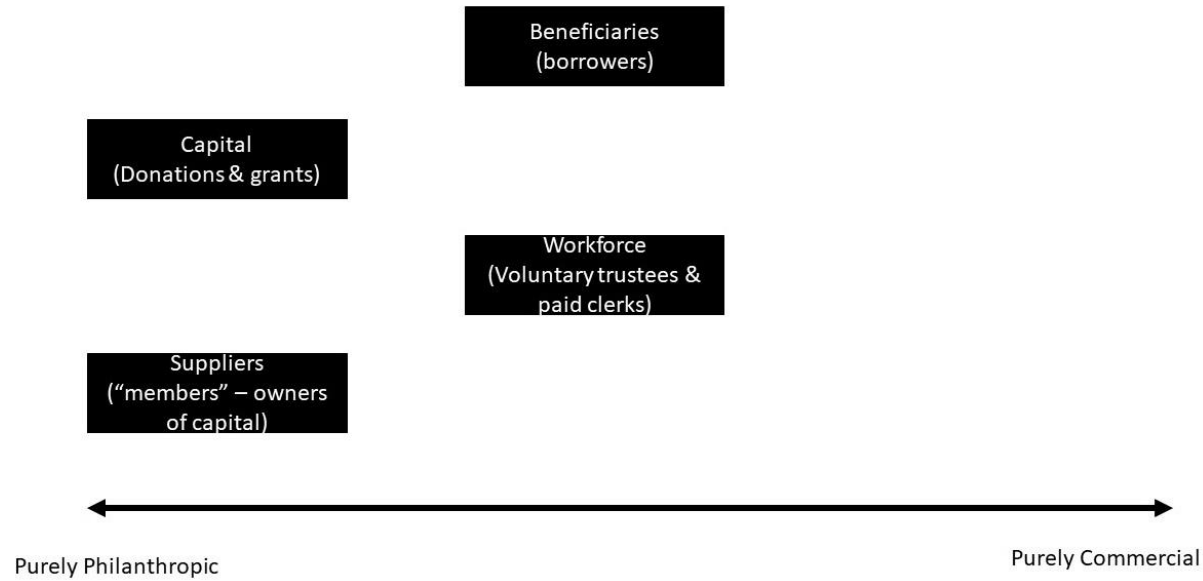 Beneficiaries
(borrowers)
Capital
(Donations & grants)
Workforce
(Voluntary trustees &
paid clerks)
Suppliers
(“members” – owners
of capital)
Purely Philanthropic
Purely Commercial